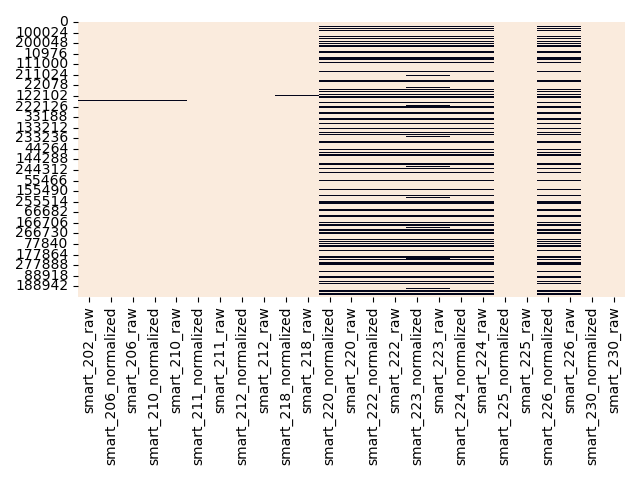 0
100024
200048
10976
111000
211024
22078
122102
222126
33188
133212
233236
44264
144288
244312
55466
155490
255514
66682
166706
266730
77840
177864
277888
88918
188942
smart_202_raw
smart_206_normalized
smart_206_raw
smart_210_normalized
smart_210_raw
smart_211_normalized
smart_211_raw
smart_212_normalized
smart_212_raw
smart_218_normalized
smart_218_raw
smart_220_normalized
smart_220_raw
smart_222_normalized
smart_222_raw
smart_223_normalized
smart_223_raw
smart_224_normalized
smart_224_raw
smart_225_normalized
smart_225_raw
smart_226_normalized
smart_226_raw
smart_230_normalized
smart_230_raw